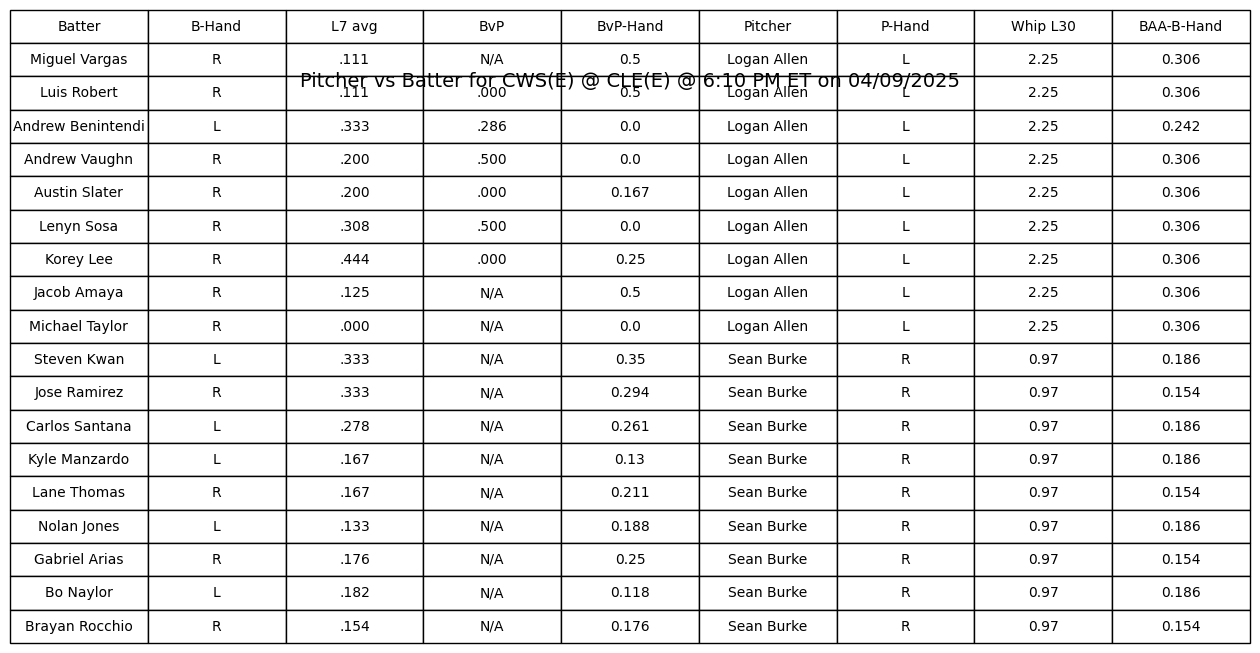 Batter B-Hand L7 avg BvP BvP-Hand Pitcher P-Hand Whip L30 BAA-B-Hand
Miguel Vargas R .111 N/A 0.5 Logan Allen L 2.25 0.306
Pitcher vs Batter for CWS(E) @ CLE(E) @ 6:10 PM ET on 04/09/2025
Luis Robert R .111 .000 0.5 Logan Allen L 2.25 0.306
Andrew Benintendi L .333 .286 0.0 Logan Allen L 2.25 0.242
Andrew Vaughn R .200 .500 0.0 Logan Allen L 2.25 0.306
Austin Slater R .200 .000 0.167 Logan Allen L 2.25 0.306
Lenyn Sosa R .308 .500 0.0 Logan Allen L 2.25 0.306
Korey Lee R .444 .000 0.25 Logan Allen L 2.25 0.306
Jacob Amaya R .125 N/A 0.5 Logan Allen L 2.25 0.306
Michael Taylor R .000 N/A 0.0 Logan Allen L 2.25 0.306
Steven Kwan L .333 N/A 0.35 Sean Burke R 0.97 0.186
Jose Ramirez R .333 N/A 0.294 Sean Burke R 0.97 0.154
Carlos Santana L .278 N/A 0.261 Sean Burke R 0.97 0.186
Kyle Manzardo L .167 N/A 0.13 Sean Burke R 0.97 0.186
Lane Thomas R .167 N/A 0.211 Sean Burke R 0.97 0.154
Nolan Jones L .133 N/A 0.188 Sean Burke R 0.97 0.186
Gabriel Arias R .176 N/A 0.25 Sean Burke R 0.97 0.154
Bo Naylor L .182 N/A 0.118 Sean Burke R 0.97 0.186
Brayan Rocchio R .154 N/A 0.176 Sean Burke R 0.97 0.154